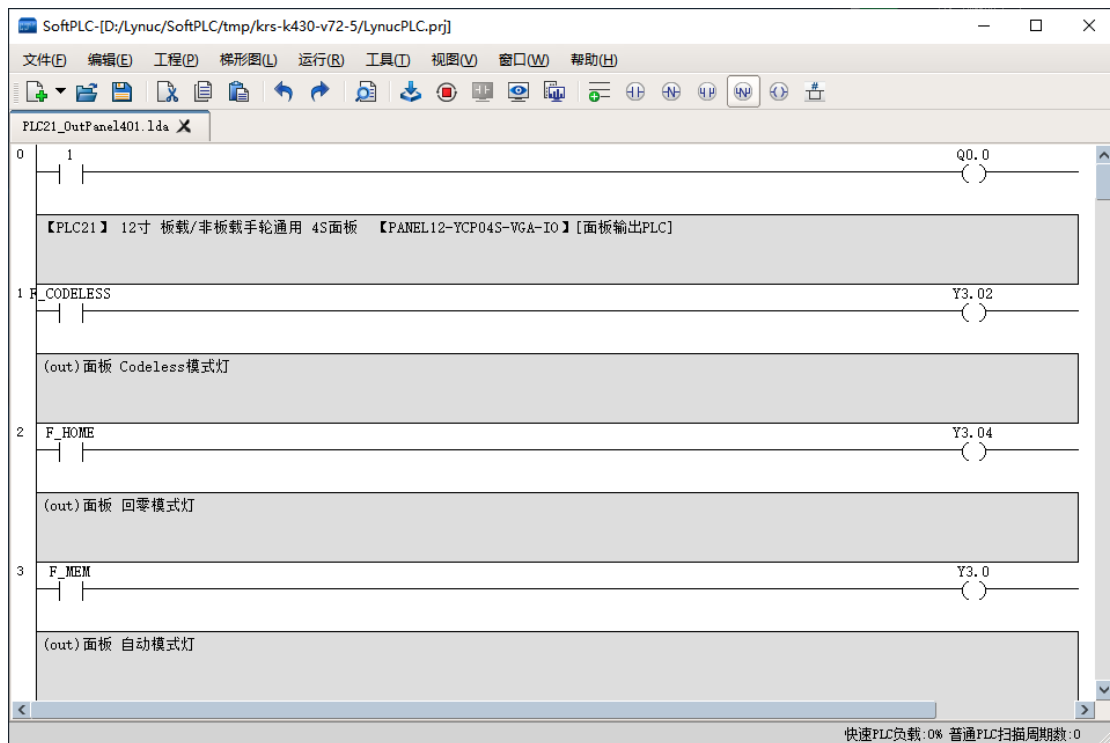 SoftPLC-[D:/Lynuc/SoftPLC/tmp/krs-k430-v72-5/LynucPLC.prj]
文件(F) 编辑(E) 工程(P) 梯形图(L) 运行(R) 工具(T) 视图(V) 窗口(W) 帮助(H)
PLC21_OutPanel401.lda
0 1 Q0.0
【PLC21】 12寸 板载/非板载手轮通用 4S面板 【PANEL12-YCP04S-VGA-IO】[面板输出PLC]
1 F_CODELESS Y3.02
(out)面板 Codeless模式灯
2 F_HOME Y3.04
(out)面板 回零模式灯
3 F_MEM Y3.0
(out)面板 自动模式灯
快速PLC负载:0% 普通PLC扫描周期数:0